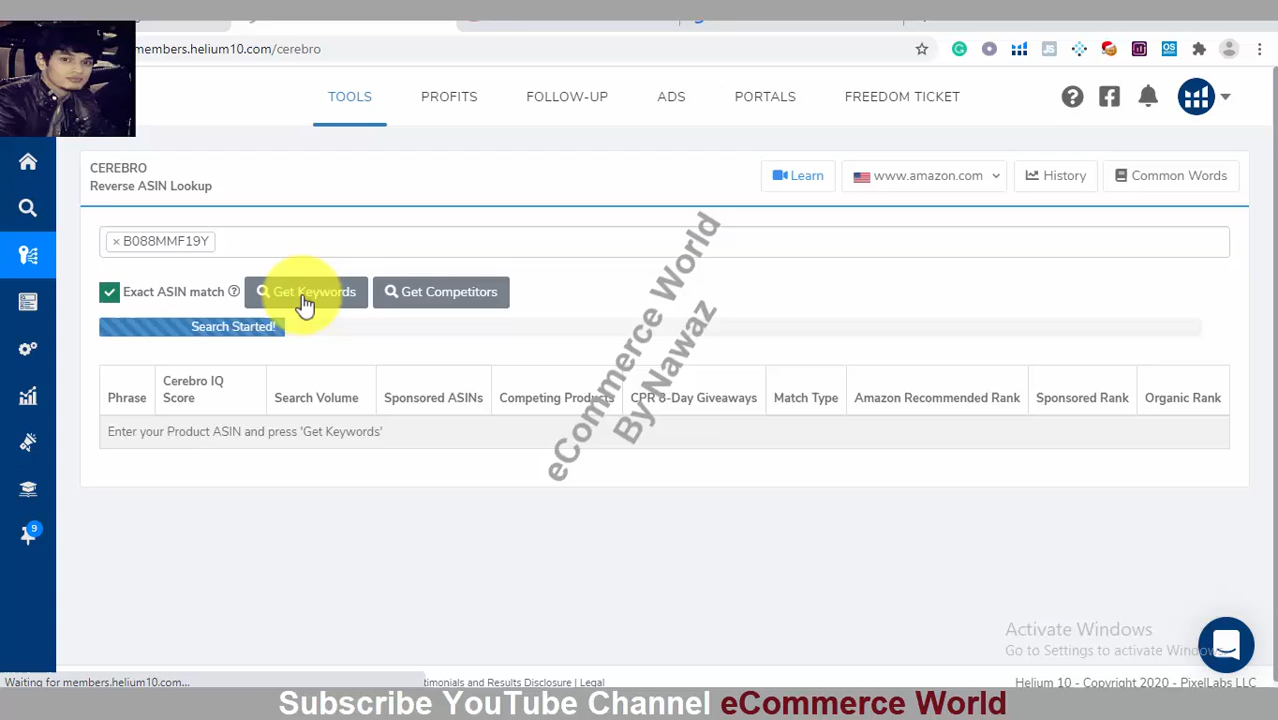 members.helium10.com/cerebro
TOOLS
PROFITS
FOLLOW-UP
ADS
PORTALS
FREEDOM TICKET
CEREBRO
Reverse ASIN Lookup
Learn
www.amazon.com
History
Common Words
× B088MMF19Y
Exact ASIN match
Get Keywords
Get Competitors
Search Started!
Phrase
Cerebro IQ
Score
Search Volume
Sponsored ASINs
Competing Products
CPR 8-Day Giveaways
Match Type
Amazon Recommended Rank
Sponsored Rank
Organic Rank
Enter your Product ASIN and press 'Get Keywords'
eCommerce World
By Nawaz
9
Activate Windows
Go to Settings to activate Windows.
Waiting for members.helium10.com...
timonials and Results Disclosure | Legal
Helium 10 - Copyright 2020 - PixelLabs LLC
Subscribe YouTube Channel eCommerce World